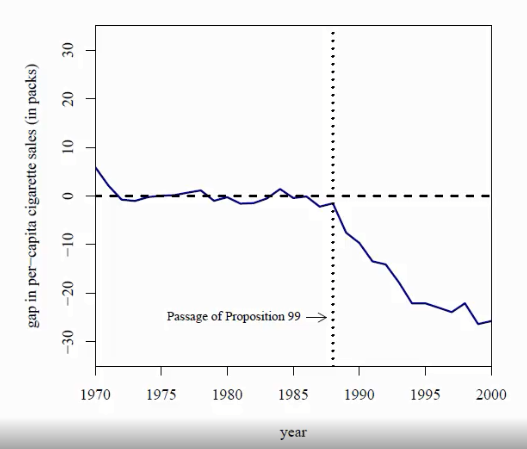 gap in per−capita cigarette sales (in packs)
30
20
10
0
−10
−20
−30
Passage of Proposition 99
1970 1975 1980 1985 1990 1995 2000
year